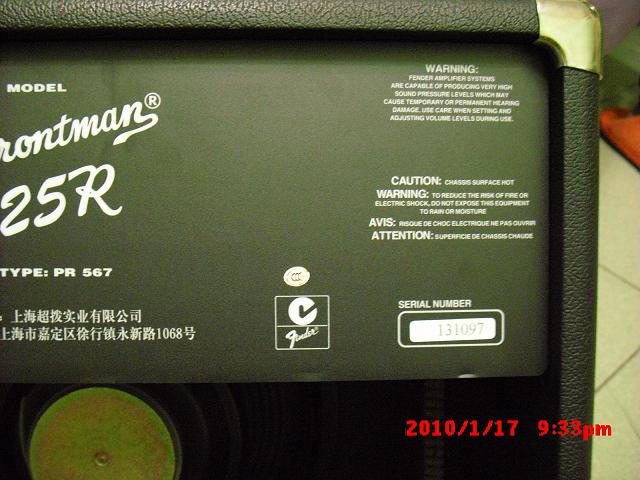 MODEL
rontman®
25R
TYPE: PR 567
: 上海超拨实业有限公司
上海市嘉定区徐行镇永新路1068号
WARNING:
FENDER AMPLIFIER SYSTEMS
ARE CAPABLE OF PRODUCING VERY HIGH
SOUND PRESSURE LEVELS WHICH MAY
CAUSE TEMPORARY OR PERMANENT HEARING
DAMAGE. USE CARE WHEN SETTING AND
ADJUSTING VOLUME LEVELS DURING USE.
CAUTION: CHASSIS SURFACE HOT
WARNING: TO REDUCE THE RISK OF FIRE OR
ELECTRIC SHOCK, DO NOT EXPOSE THIS EQUIPMENT
TO RAIN OR MOISTURE
AVIS: RISQUE DE CHOC ELECTRIQUE NE PAS OUVRIR
ATTENTION: SUPERFICIE DE CHASSIS CHAUDE
CCC
Fender
SERIAL NUMBER
131097
2010/1/17 9:33pm